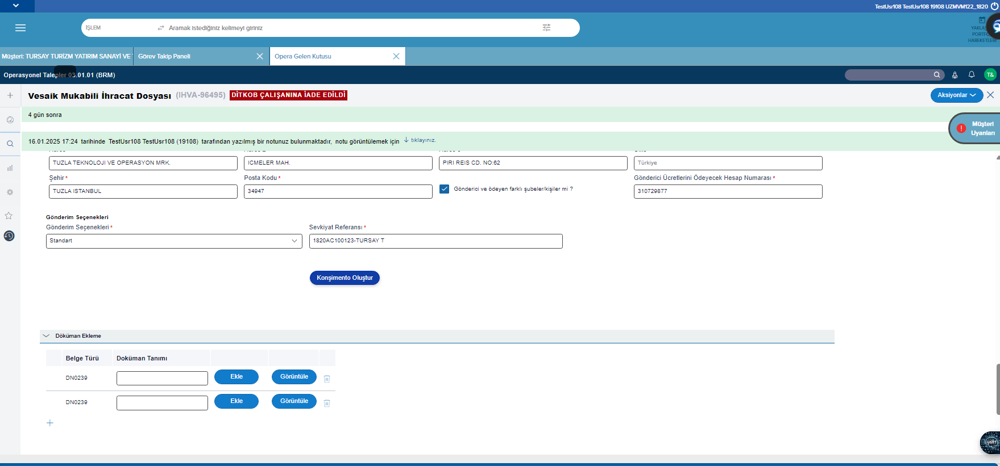 TestUsr108 TestUsr108 19108 UZMVM122_1820
İŞLEM
Aramak istediğiniz kelimeyi giriniz
HAREKETLERİ
Müşteri: TURSAY TURİZM YATIRIM SANAYİ VE
Görev Takip Paneli
Opera Gelen Kutusu
Operasyonel Talepler 03.01.01 (BRM)
T&
Vesaik Mukabili İhracat Dosyası (IHVA-96495) DİTKOB ÇALIŞANINA İADE EDİLDİ
Aksiyonlar
4 gün sonra
Müşteri
Uyarıları
16.01.2025 17:24 tarihinde TestUsr108 TestUsr108 (19108) tarafından yazılmış bir notunuz bulunmaktadır, notu görüntülemek için tıklayınız.
TUZLA TEKNOLOJI VE OPERASYON MRK.
ICMELER MAH.
PIRI REIS CD. NO:62
Türkiye
Şehir *
Posta Kodu *
Gönderici Ücretlerini Ödeyecek Hesap Numarası *
TUZLA ISTANBUL
34947
Gönderici ve ödeyen farklı şubeler/kişiler mi ?
310729877
Gönderim Seçenekleri
Gönderim Seçenekleri *
Sevkiyat Referansı *
Standart
1820AC100123-TURSAY T
Konşimento Oluştur
Döküman Ekleme
Belge Türü
Doküman Tanımı
DN0239
Ekle
Görüntüle
DN0239
Ekle
Görüntüle